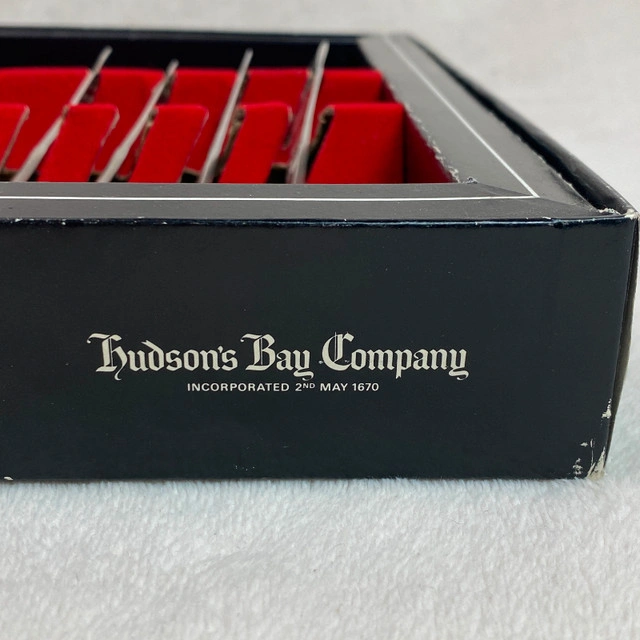 Hudson's Bay Company
INCORPORATED 2ND MAY 1670